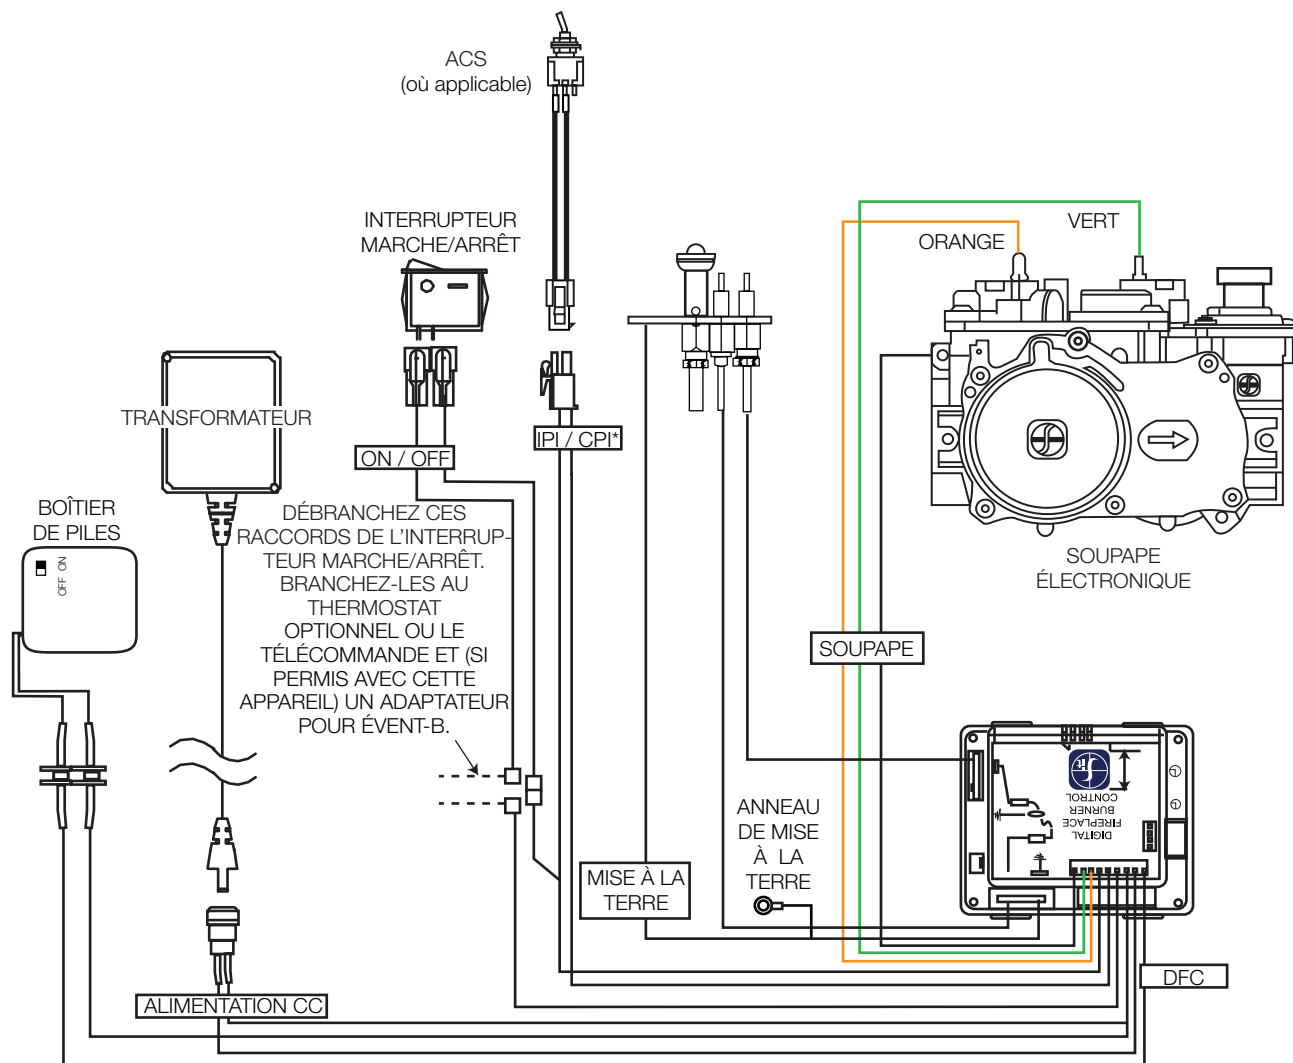 ACS
(où applicable)
INTERRUPTEUR
MARCHE/ARRÊT
VERT
ORANGE
TRANSFORMATEUR
IPI / CPI*
ON / OFF
BOÎTIER
DE PILES
OFF ON
DÉBRANCHEZ CES
RACCORDS DE L'INTERRUP-
TEUR MARCHE/ARRÊT.
BRANCHEZ-LES AU
THERMOSTAT
OPTIONNEL OU LE
TÉLÉCOMMANDE ET (SI
PERMIS AVEC CETTE
APPAREIL) UN ADAPTATEUR
POUR ÉVENT-B.
SOUPAPE
ÉLECTRONIQUE
SOUPAPE
ANNEAU
DE MISE
À LA
TERRE
MISE À LA
TERRE
DIGITAL
FIREPLACE
BURNER
CONTROL
sit
S
DFC
ALIMENTATION CC